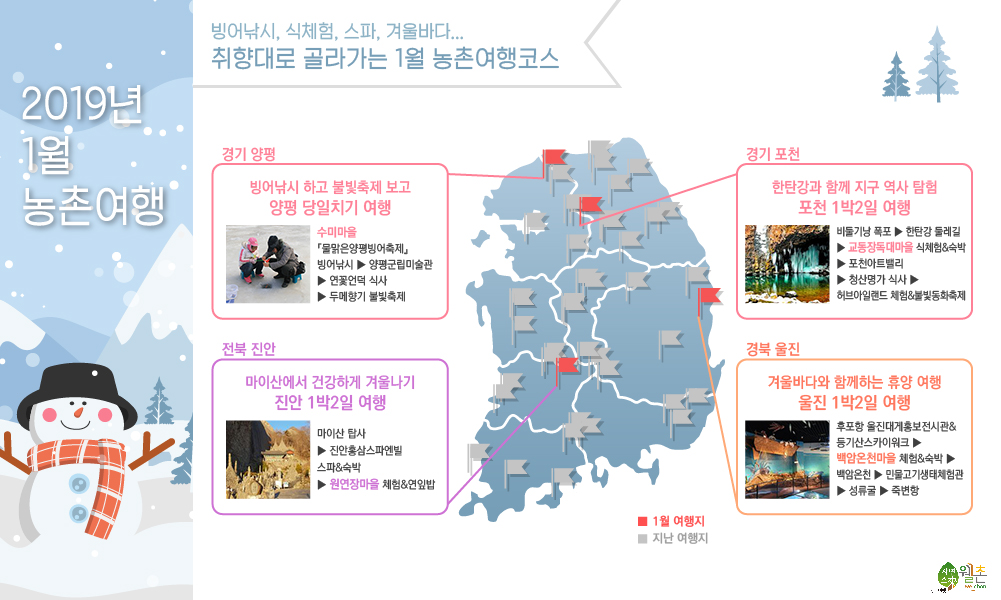 2019년
1월
농촌여행
빙어낚시, 식체험, 스파, 겨울바다...
취향대로 골라가는 1월 농촌여행코스
경기 양평
빙어낚시 하고 불빛축제 보고
양평 당일치기 여행
수미마을
『물맑은양평빙어축제』
빙어낚시 ▶ 양평군립미술관
▶ 연꽃언덕 식사
▶ 두메향기 불빛축제
경기 포천
한탄강과 함께 지구 역사 탐험
포천 1박2일 여행
비둘기낭 폭포 ▶ 한탄강 둘레길
▶ 교동장독대마을 식체험&숙박
▶ 포천아트밸리
▶ 청산명가 식사 ▶
허브아일랜드 체험&불빛동화축제
전북 진안
마이산에서 건강하게 겨울나기
진안 1박2일 여행
마이산 탑사
▶ 진안홍삼스파엔빌
스파&숙박
▶ 원연장마을 체험&연잎밥
경북 울진
겨울바다와 함께하는 휴양 여행
울진 1박2일 여행
후포항 울진대게홍보전시관&
등기산스카이워크 ▶
백암온천마을 체험&숙박 ▶
백암온천 ▶ 민물고기생태체험관
▶ 성류굴 ▶ 죽변항
1월 여행지
지난 여행지
웰촌